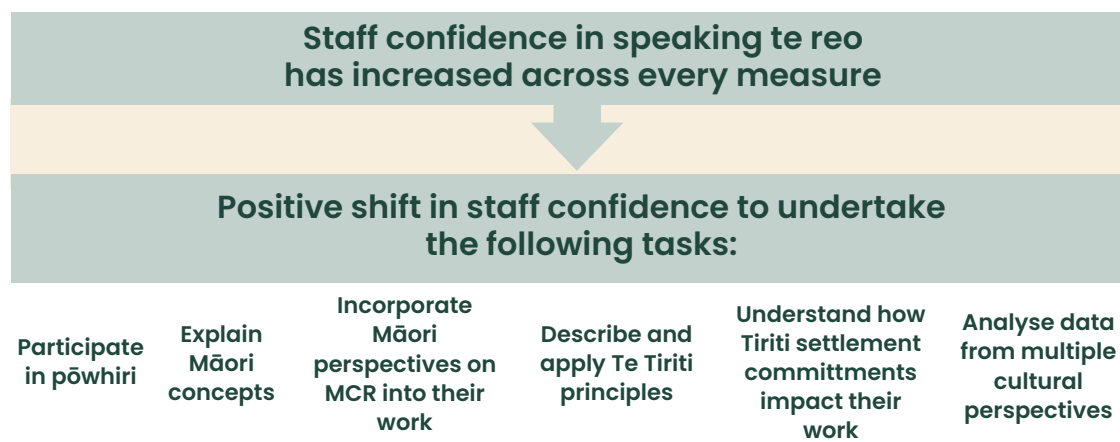 Staff confidence in speaking te reo
has increased across every measure
Positive shift in staff confidence to undertake
the following tasks:
Participate
in pōwhiri
Explain
Māori
concepts
Incorporate
Māori
perspectives on
MCR into their
work
Describe and
apply Te Tiriti
principles
Understand how
Tiriti settlement
committments
impact their
work
Analyse data
from multiple
cultural
perspectives